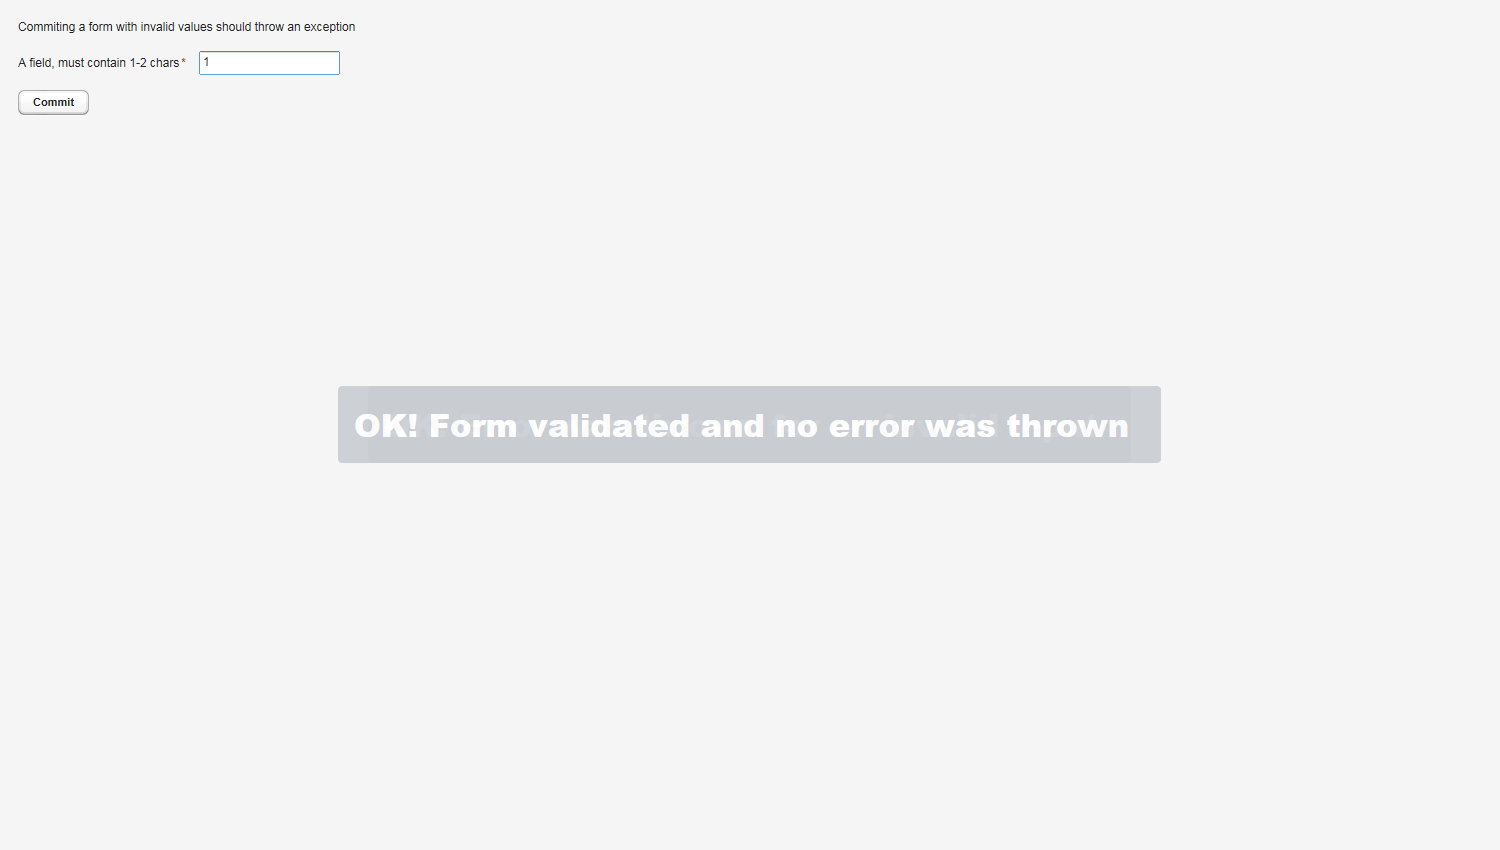 Commiting a form with invalid values should throw an exception
A field, must contain 1-2 chars* 1
Commit
OK! Form validated and no error was thrown